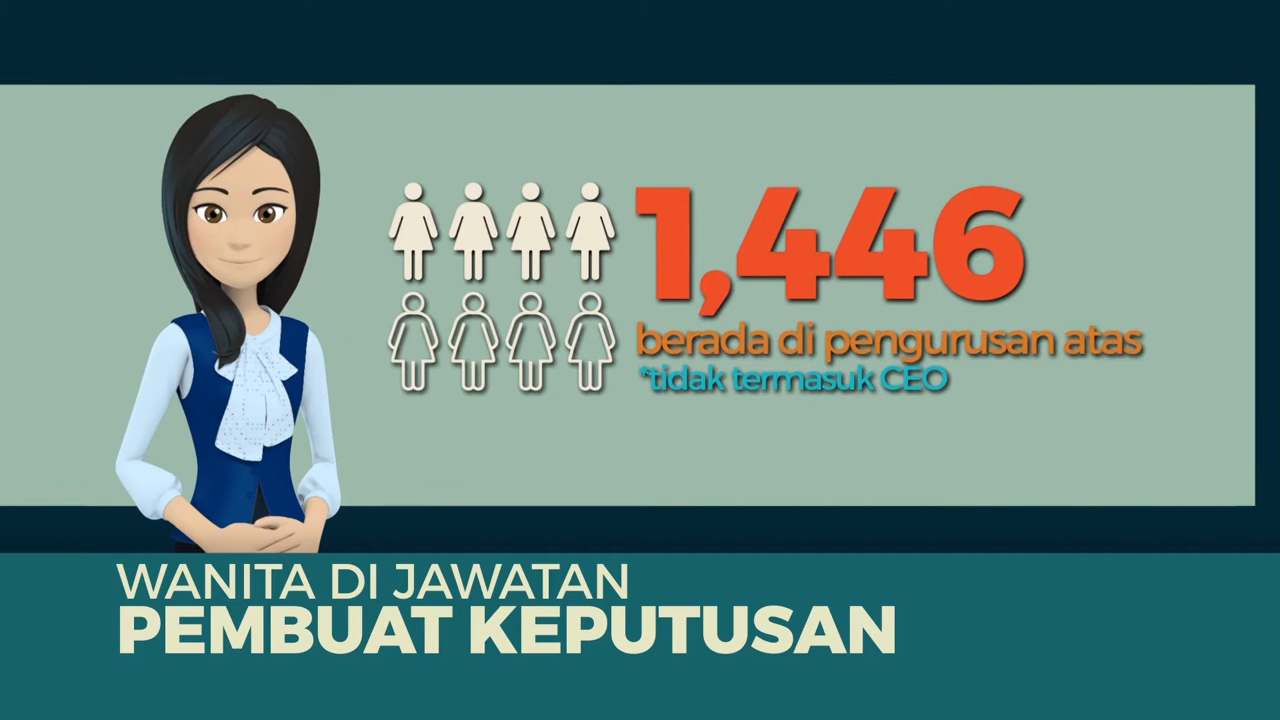 1,446
berada di pengurusan atas
*tidak termasuk CEO
WANITA DI JAWATAN
PEMBUAT KEPUTUSAN